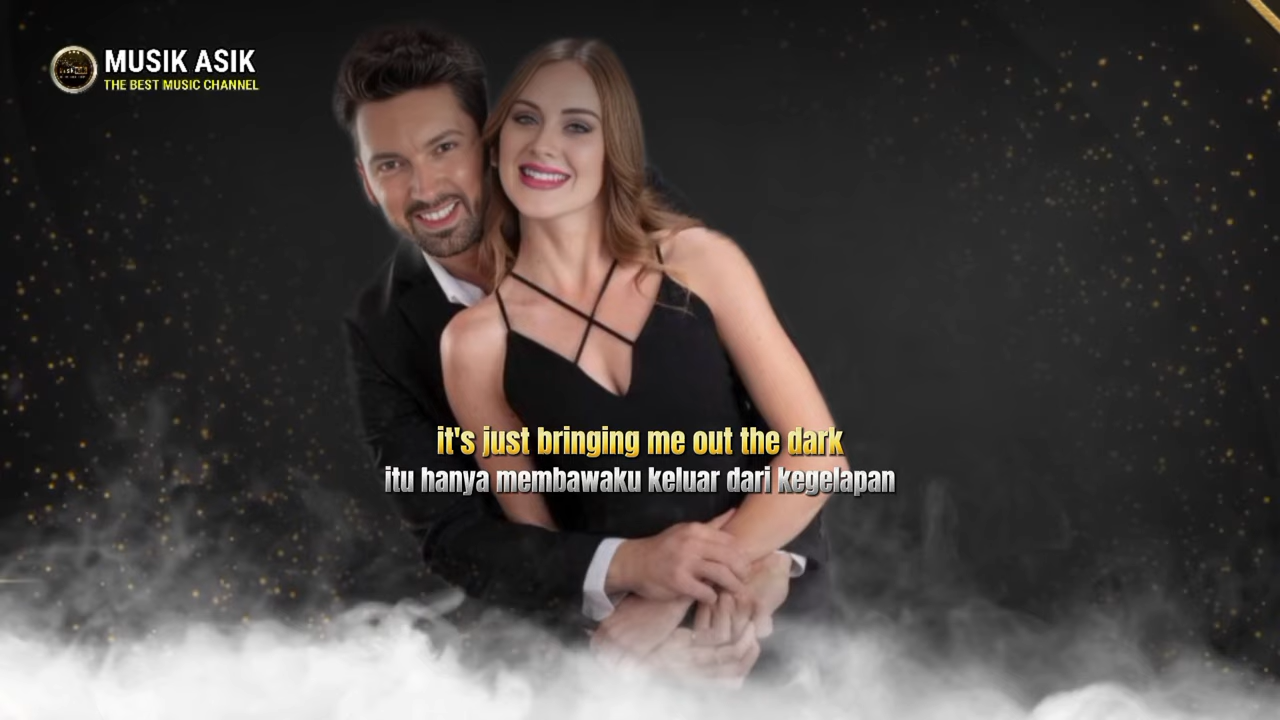 MUSIK ASIK
THE BEST MUSIC CHANNEL
it's just bringing me out the dark
itu hanya membawaku keluar dari kegelapan